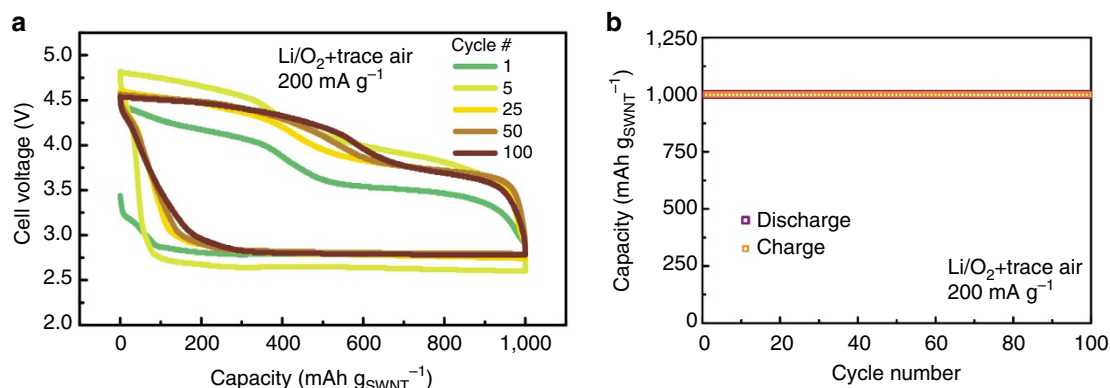 a
Li/O₂+trace air
200 mA g⁻¹
Cycle #
1
5
25
50
100
5.0
4.5
4.0
3.5
3.0
2.5
2.0
Cell voltage (V)
0
200
400
600
800
1,000
Capacity (mAh gSWNT⁻¹)
b
1,250
1,000
750
500
250
0
Capacity (mAh gSWNT⁻¹)
Discharge
Charge
Li/O₂+trace air
200 mA g⁻¹
0
20
40
60
80
100
Cycle number